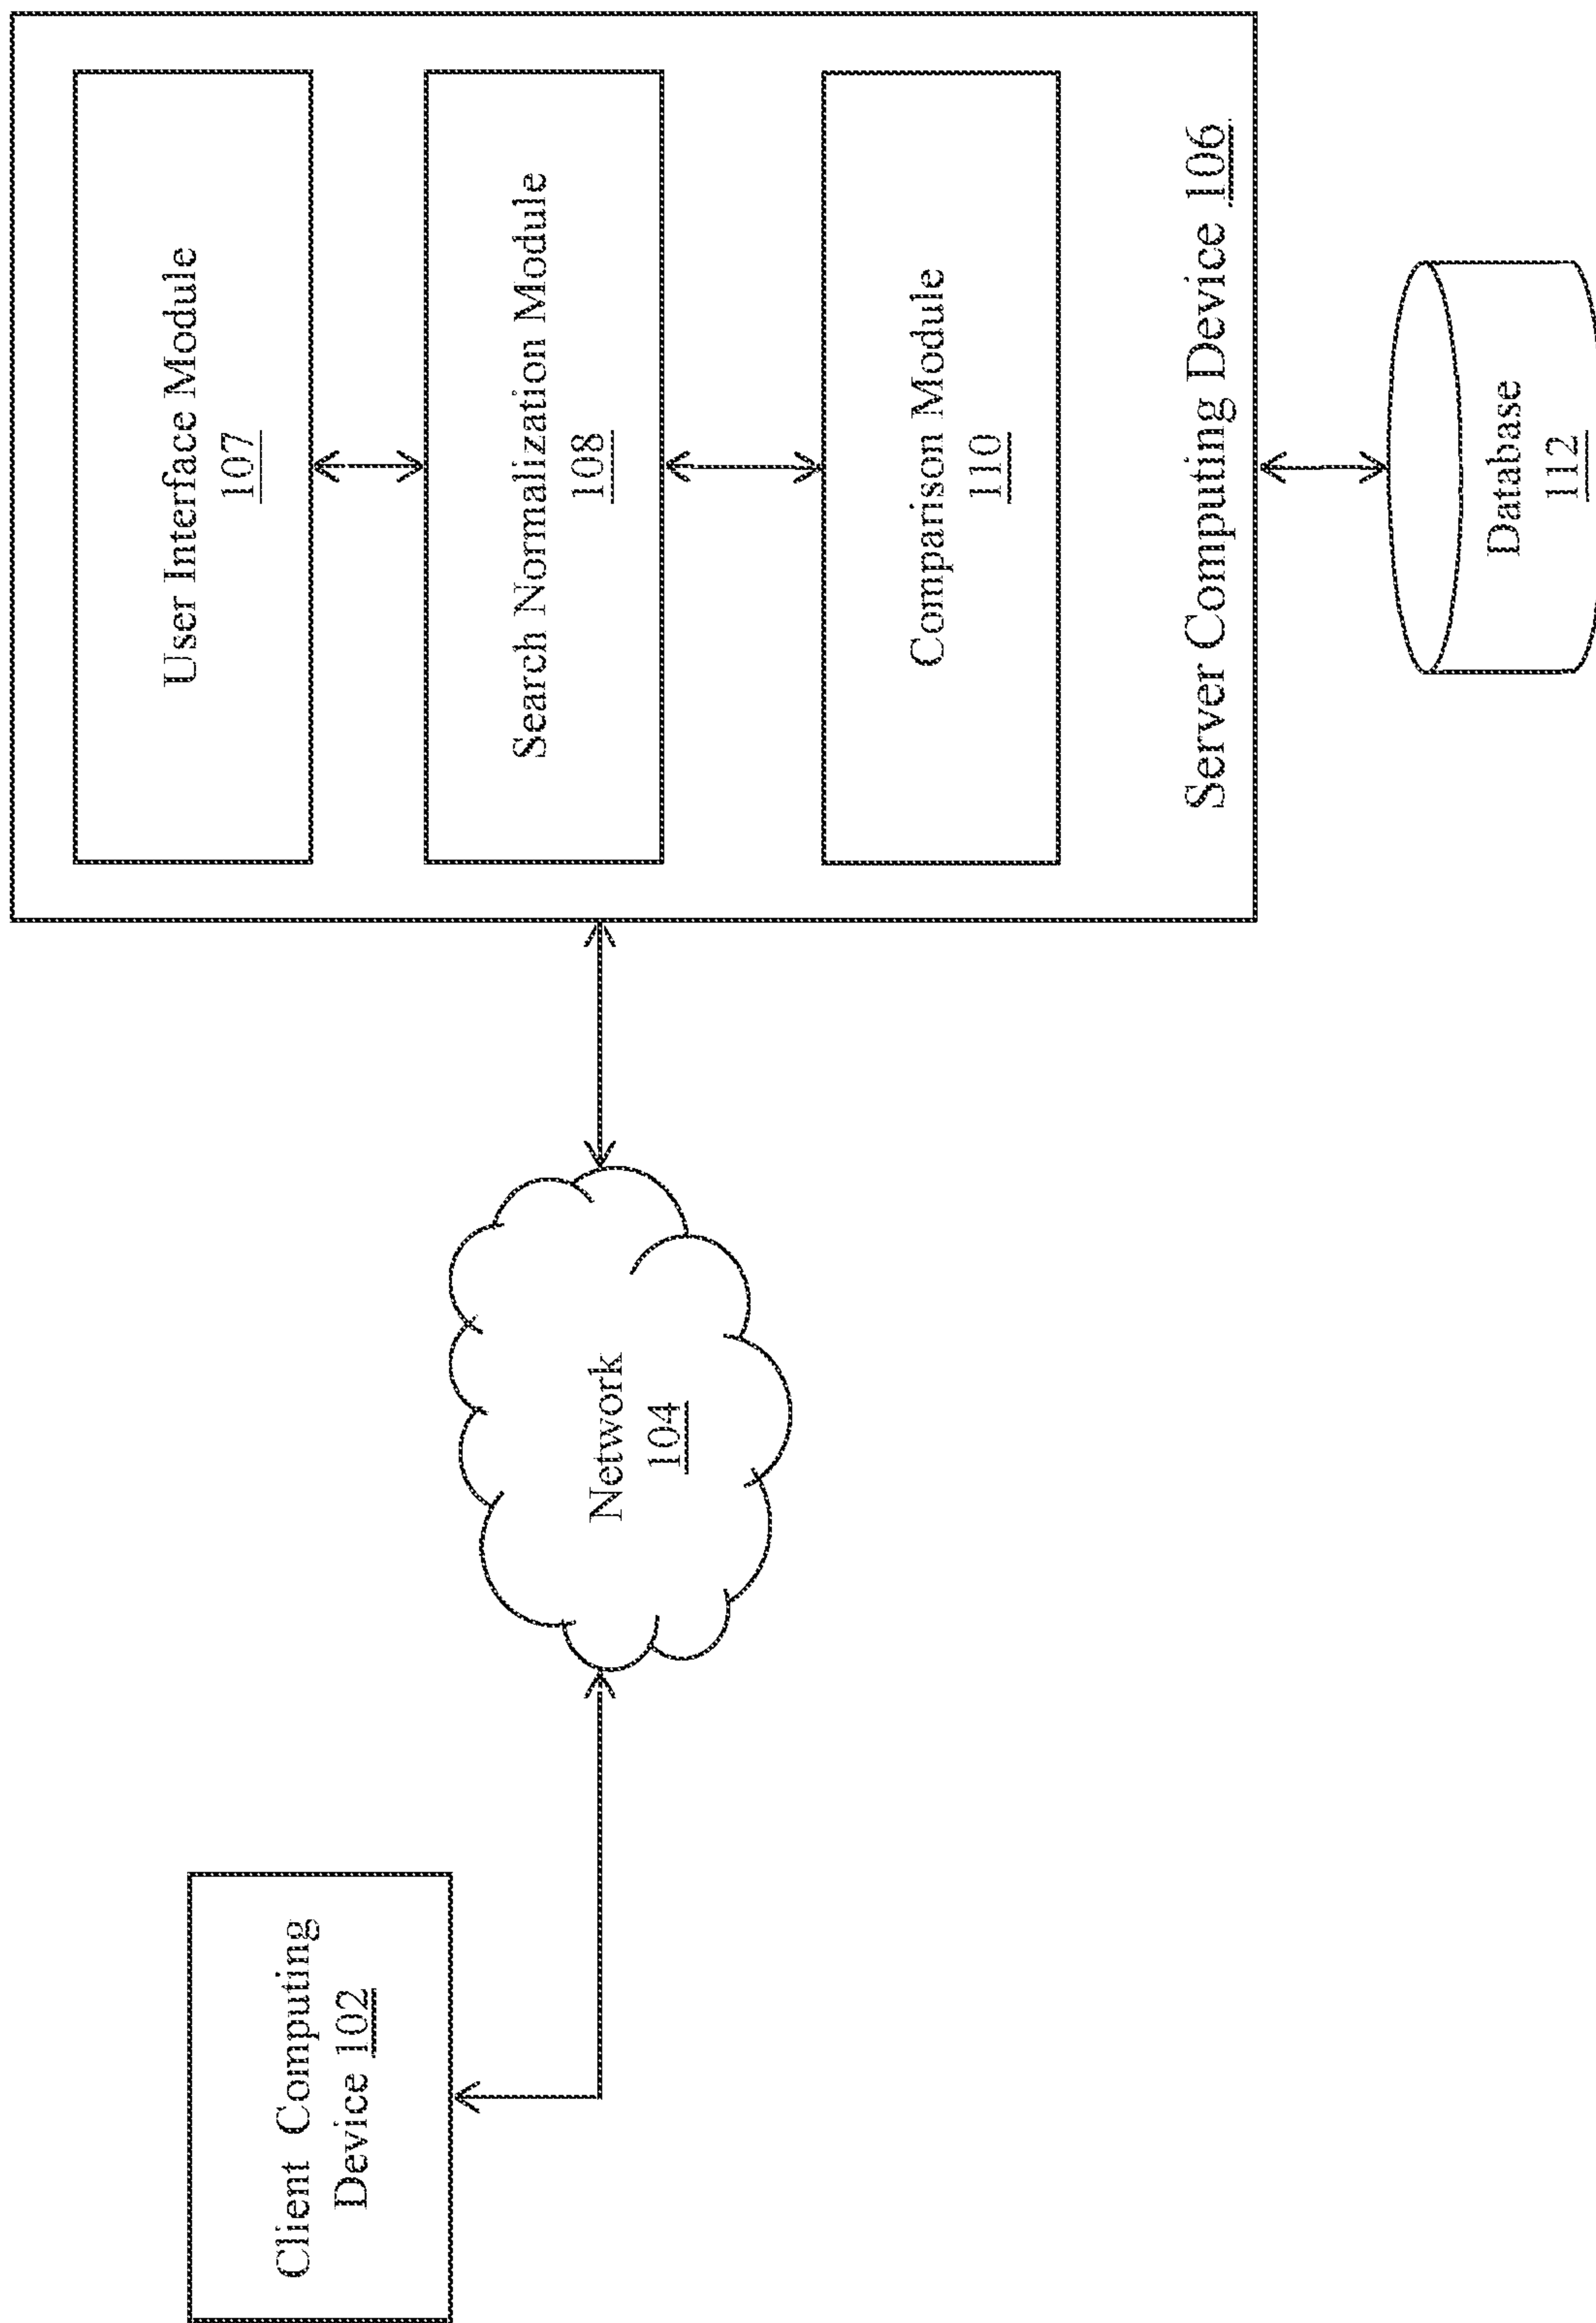 Client Computing
Device 102
Network
104
User Interface Module
107
Search Normalization Module
108
Comparison Module
110
Server Computing Device 106
Database
112